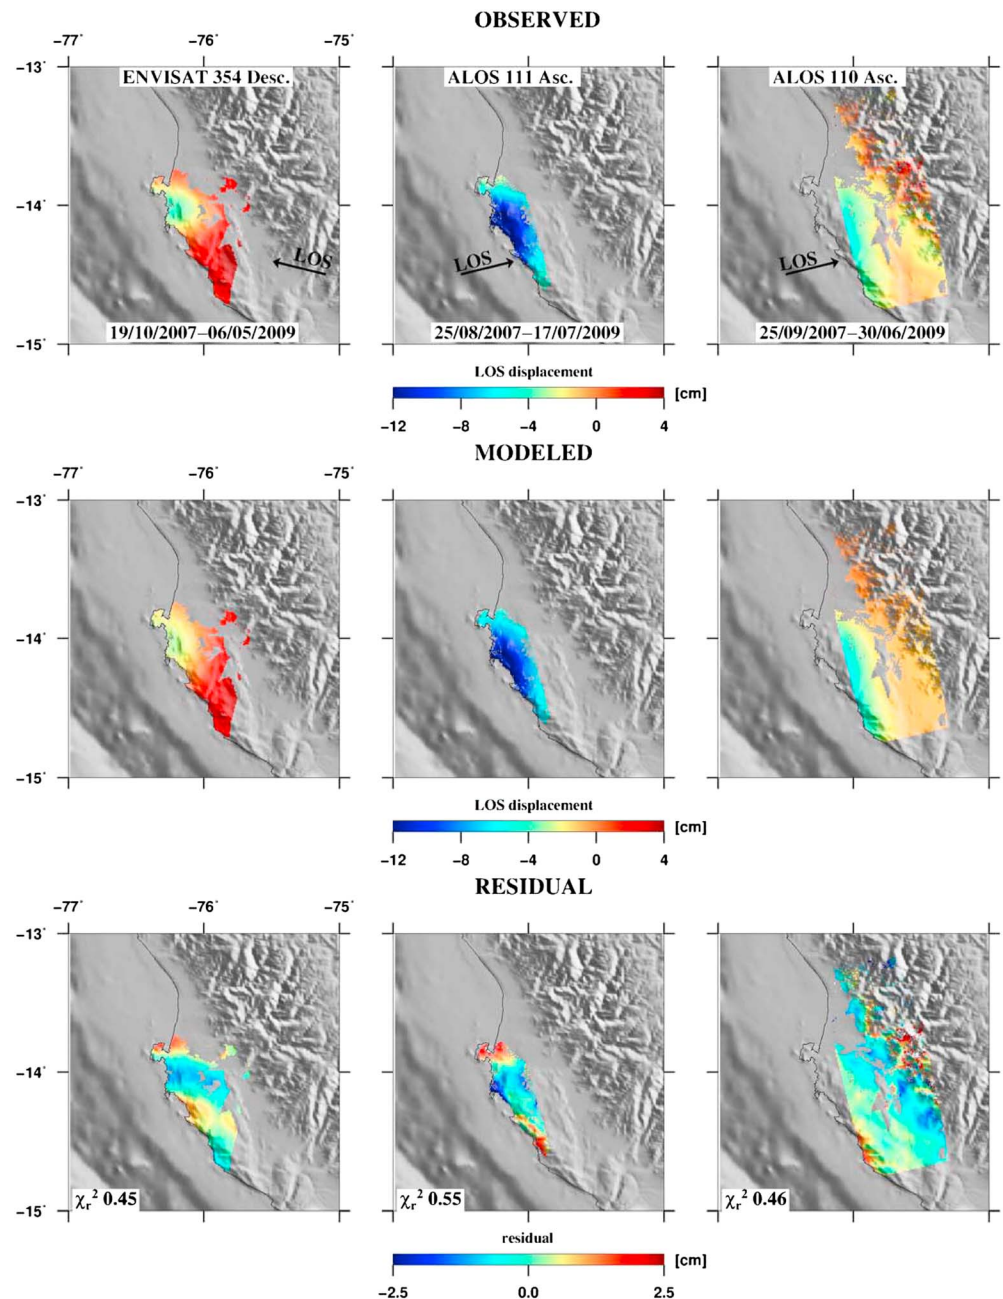 OBSERVED
−77° −76° −75°
−13°
ENVISAT 354 Desc. ALOS 111 Asc. ALOS 110 Asc.
−14°
LOS LOS LOS
19/10/2007−06/05/2009 25/08/2007−17/07/2009 25/09/2007−30/06/2009
−15°
LOS displacement
[cm]
−12 −8 −4 0 4
MODELED
−77° −76° −75°
−13°
−14°
−15°
LOS displacement
[cm]
−12 −8 −4 0 4
RESIDUAL
−77° −76° −75°
−13°
−14°
χr² 0.45 χr² 0.55 χr² 0.46
−15°
residual
[cm]
−2.5 0.0 2.5